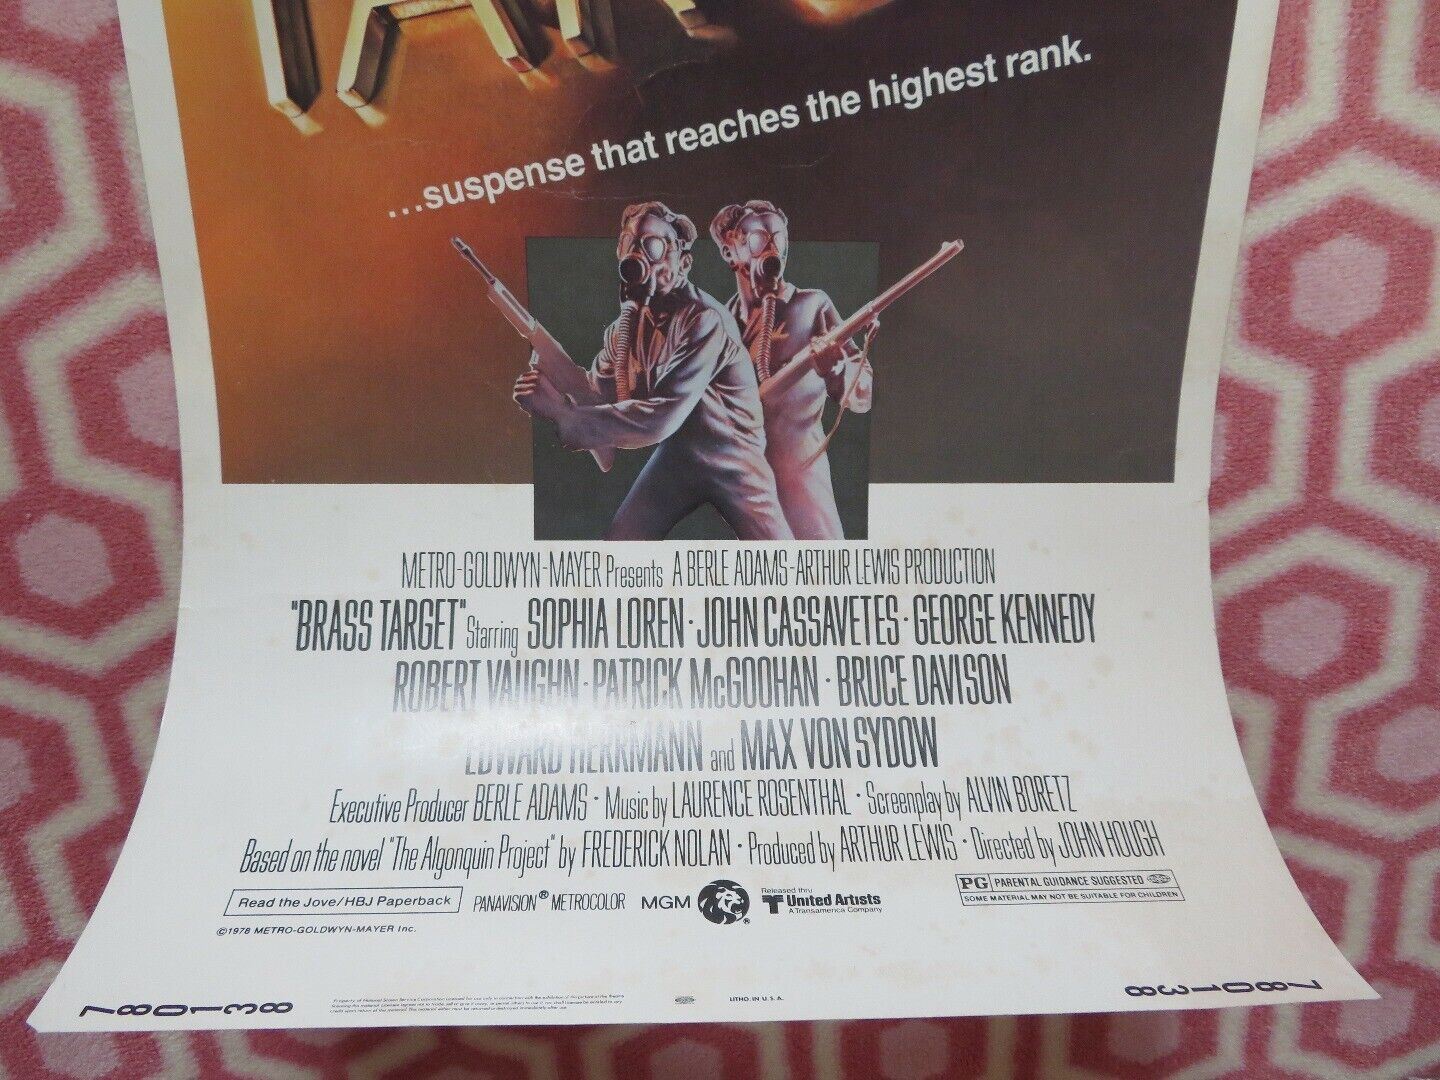 ...suspense that reaches the highest rank.
METRO-GOLDWYN-MAYER Presents A BERLE ADAMS-ARTHUR LEWIS PRODUCTION
"BRASS TARGET" Starring SOPHIA LOREN · JOHN CASSAVETES · GEORGE KENNEDY
ROBERT VAUGHN · PATRICK McGOOHAN · BRUCE DAVISON
EDWARD HERRMANN and MAX VON SYDOW
Executive Producer BERLE ADAMS · Music by LAURENCE ROSENTHAL · Screenplay by ALVIN BORETZ
Based on the novel "The Algonquin Project" by FREDERICK NOLAN · Produced by ARTHUR LEWIS · Directed by JOHN HOUGH
Read the Jove/HBJ Paperback
PANAVISION® METROCOLOR
MGM ®
Released thru
United Artists
A Transamerica Company
PG PARENTAL GUIDANCE SUGGESTED
SOME MATERIAL MAY NOT BE SUITABLE FOR CHILDREN
©1978 METRO-GOLDWYN-MAYER Inc.
780138
LITHO. IN U.S.A.
780138